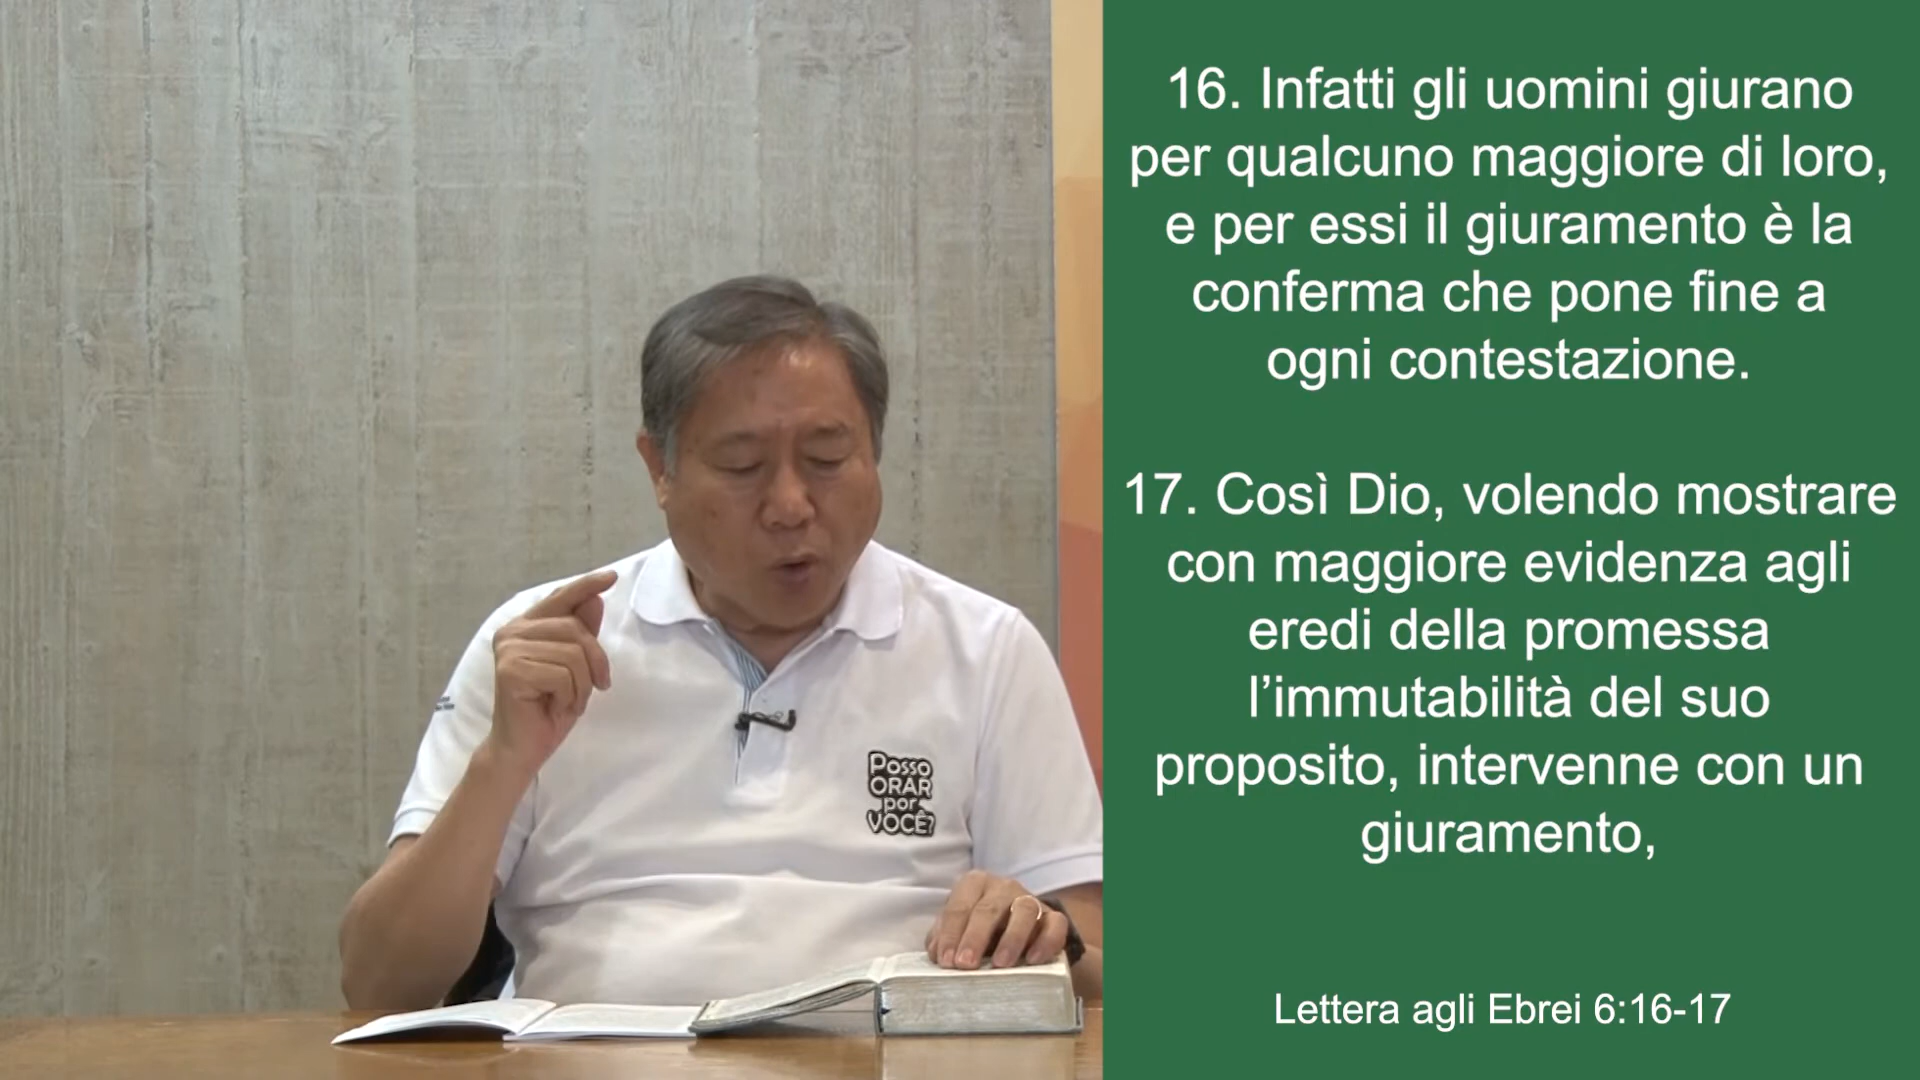 16. Infatti gli uomini giurano
per qualcuno maggiore di loro,
e per essi il giuramento è la
conferma che pone fine a
ogni contestazione.
17. Così Dio, volendo mostrare
con maggiore evidenza agli
eredi della promessa
l’immutabilità del suo
proposito, intervenne con un
giuramento,
Lettera agli Ebrei 6:16-17
Posso
ORAR
por
VOCÊ?